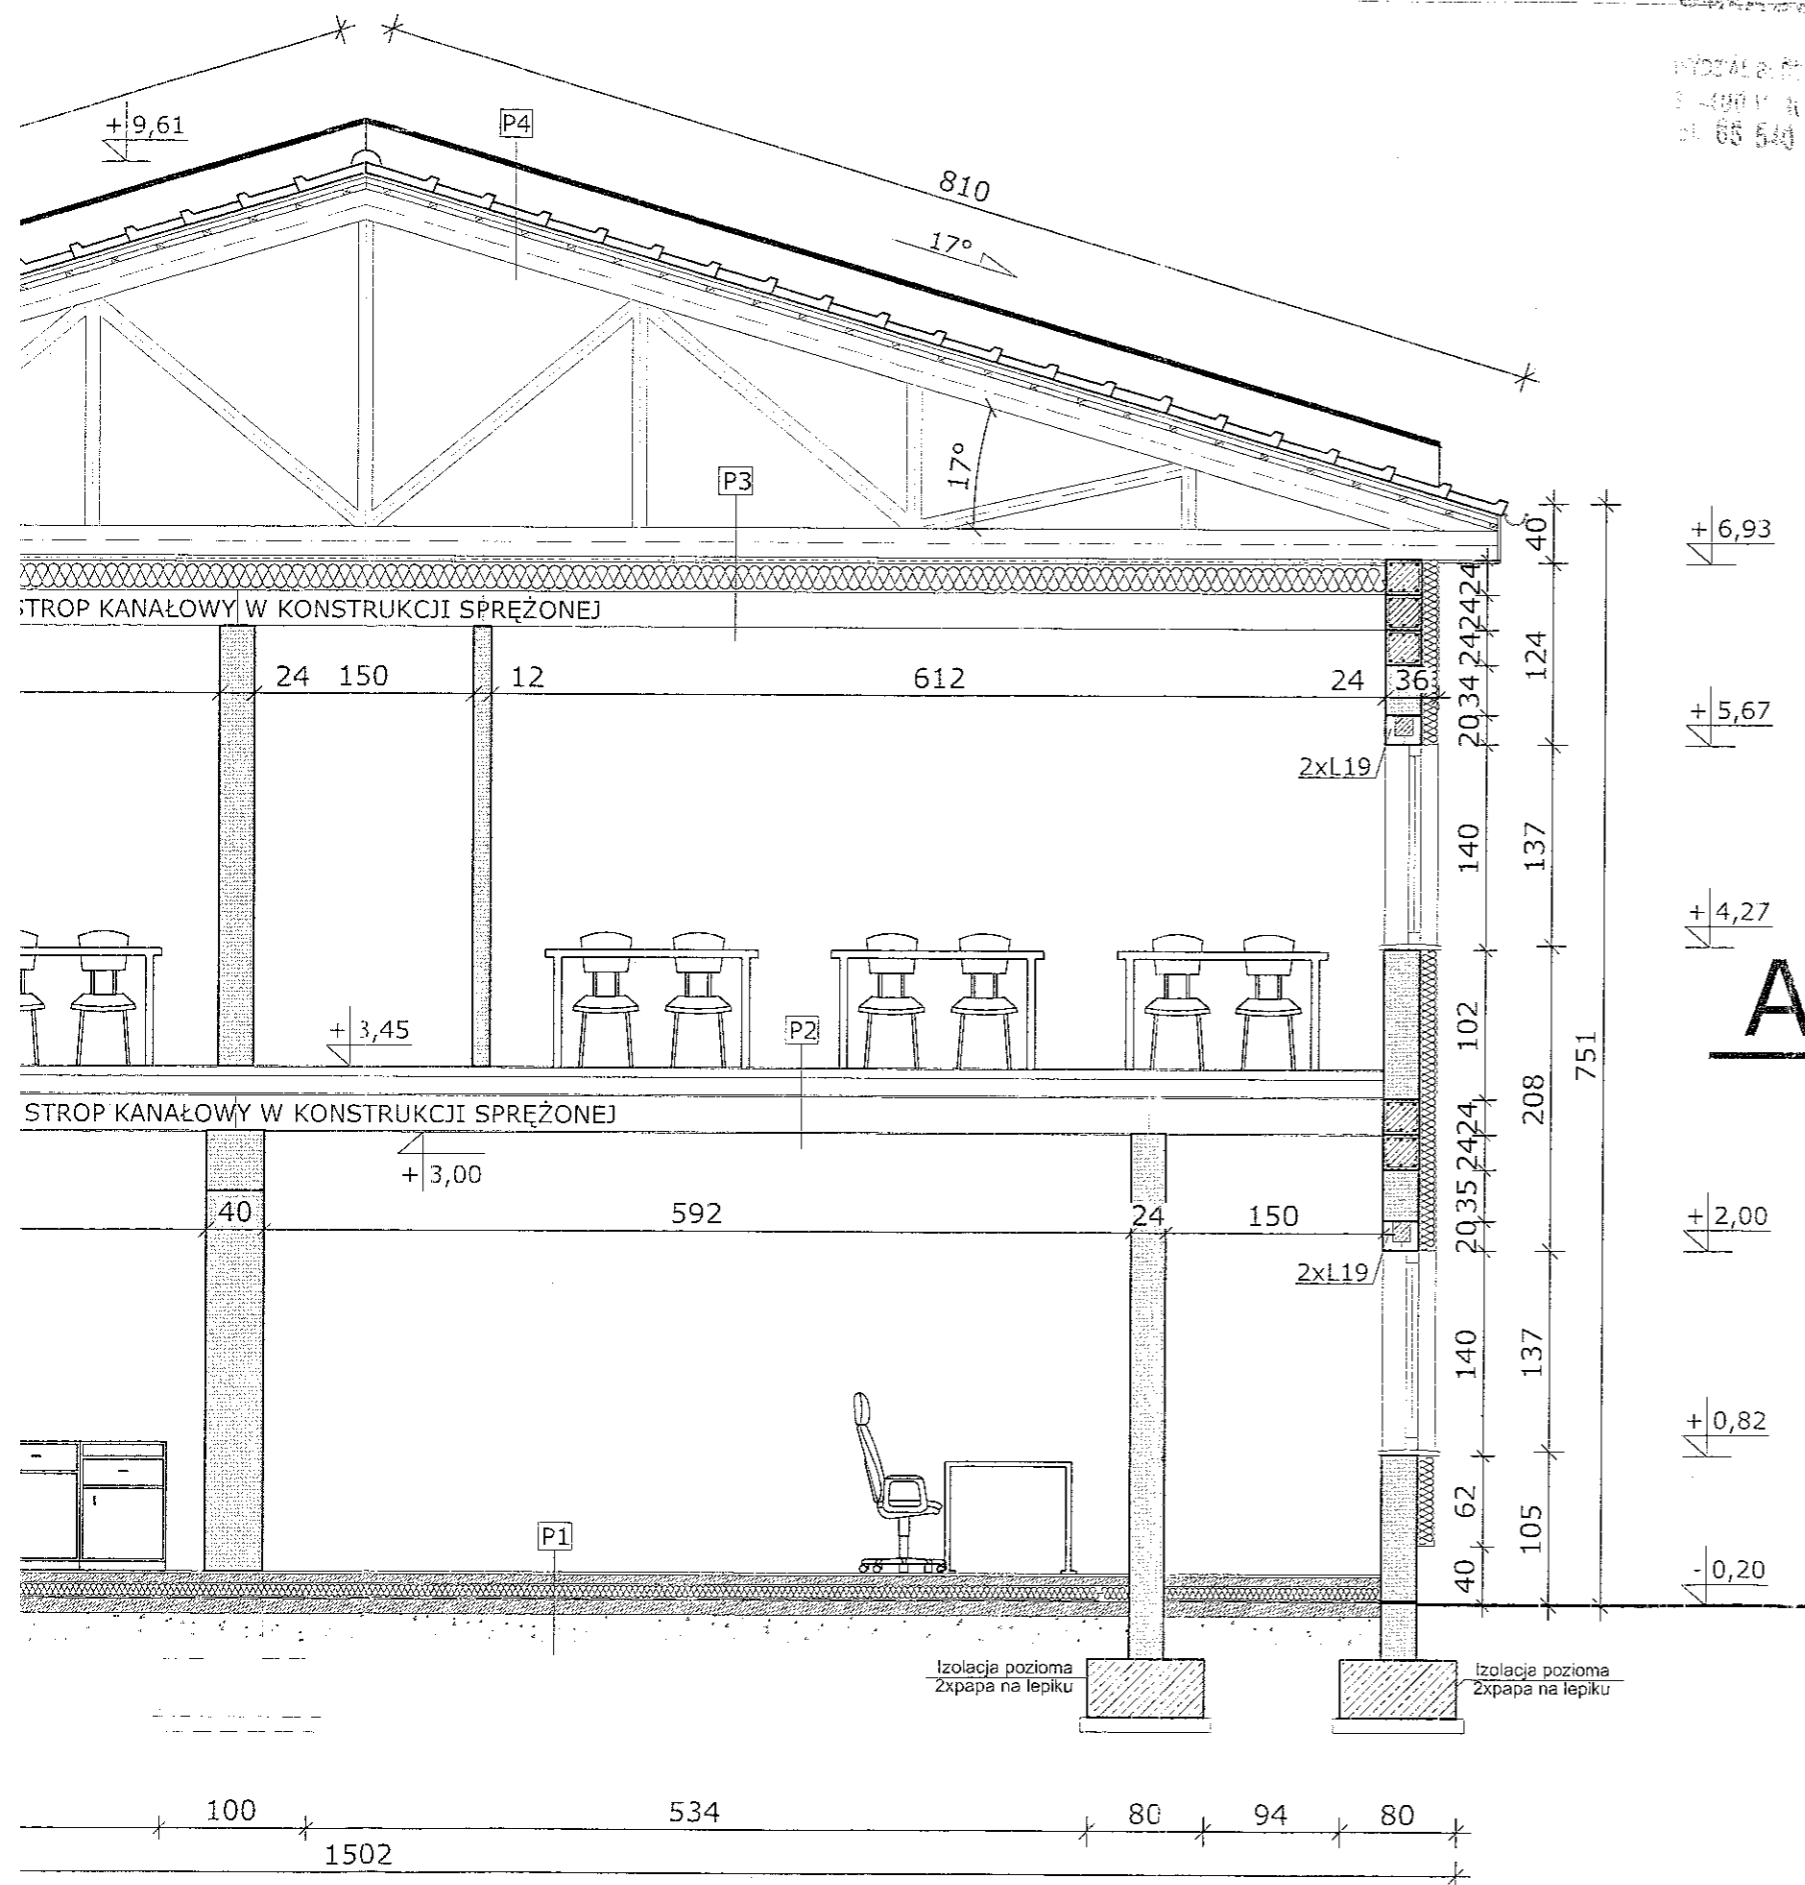 +9,61
P4
810
17°
17°
P3
40
+6,93
STROP KANAŁOWY W KONSTRUKCJI SPRĘŻONEJ
24
24
24
124
24 150 12 612 24 36
34
20
+5,67
2xL19
140
137
+4,27
A
+3,45
P2
102
751
208
STROP KANAŁOWY W KONSTRUKCJI SPRĘŻONEJ
24
24
+3,00
35
40 592 24 150
20
+2,00
2xL19
140
137
+0,82
62
105
P1
40
-0,20
Izolacja pozioma
2xpapa na lepiku
Izolacja pozioma
2xpapa na lepiku
100 534 80 94 80
1502